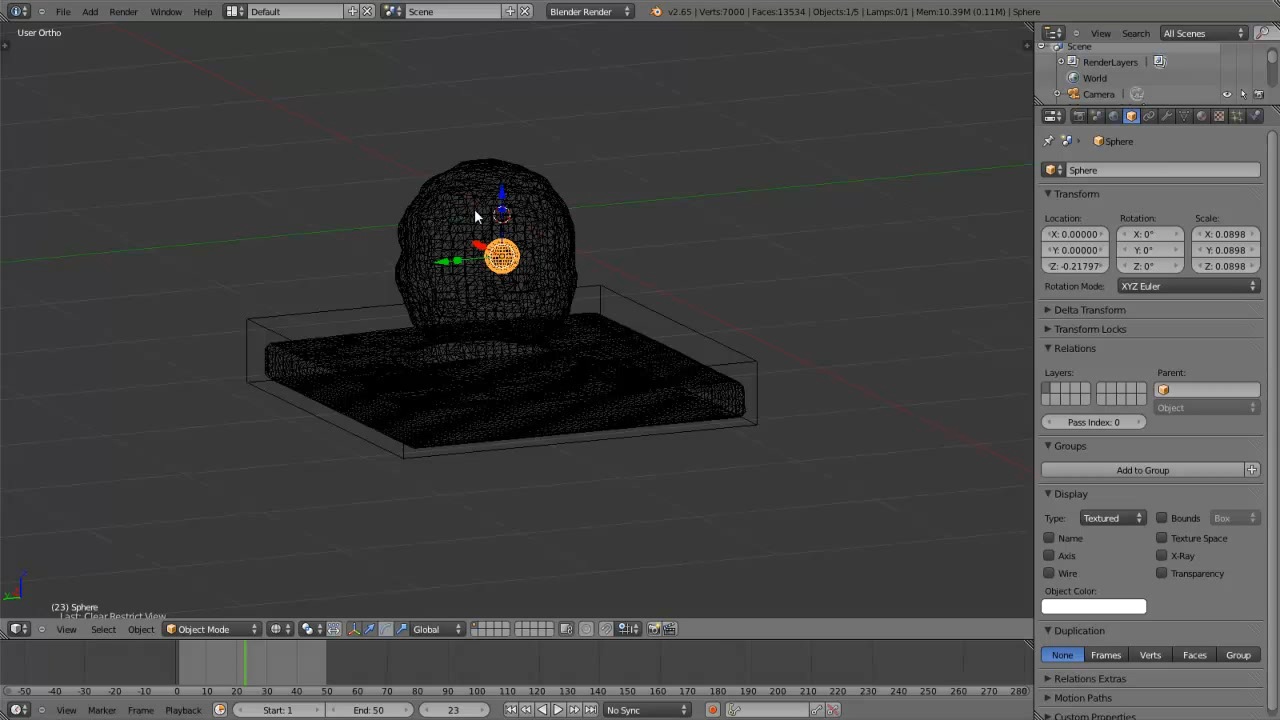 File Add Render Window Help Default Scene Blender Render v2.65 | Verts:7000 | Faces:13534 | Objects:1/5 | Lamps:0/1 | Mem:10.39M (0.11M) | Sphere
User Ortho
View Search All Scenes
Scene
RenderLayers
World
Camera
Sphere
Sphere
Transform
Location: Rotation: Scale:
X: 0.00000 X: 0° X: 0.0898
Y: 0.00000 Y: 0° Y: 0.0898
Z: -0.21797 Z: 0° Z: 0.0898
Rotation Mode: XYZ Euler
Delta Transform
Transform Locks
Relations
Layers: Parent:
Object
Pass Index: 0
Groups
Add to Group
Display
Type: Textured Bounds Box
Name Texture Space
Axis X-Ray
Wire Transparency
Object Color:
Duplication
None Frames Verts Faces Group
Relations Extras
Motion Paths
Custom Properties
(23) Sphere
Last: Clear Restrict View
View Select Object Object Mode Global
-50 -40 -30 -20 -10 0 10 20 30 40 50 60 70 80 90 100 110 120 130 140 150 160 170 180 190 200 210 220 230 240 250 260 270 280
View Marker Frame Playback Start: 1 End: 50 23 No Sync